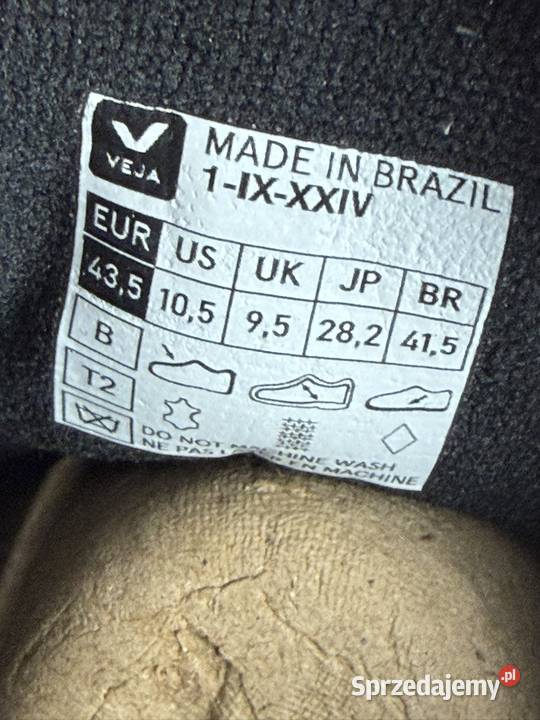 VEJA
MADE IN BRAZIL
1-IX-XXIV
EUR US UK JP BR
43,5 10,5 9,5 28,2 41,5
B
T2
DO NOT MACHINE WASH
NE PAS EN MACHINE
Sprzedajemy.pl